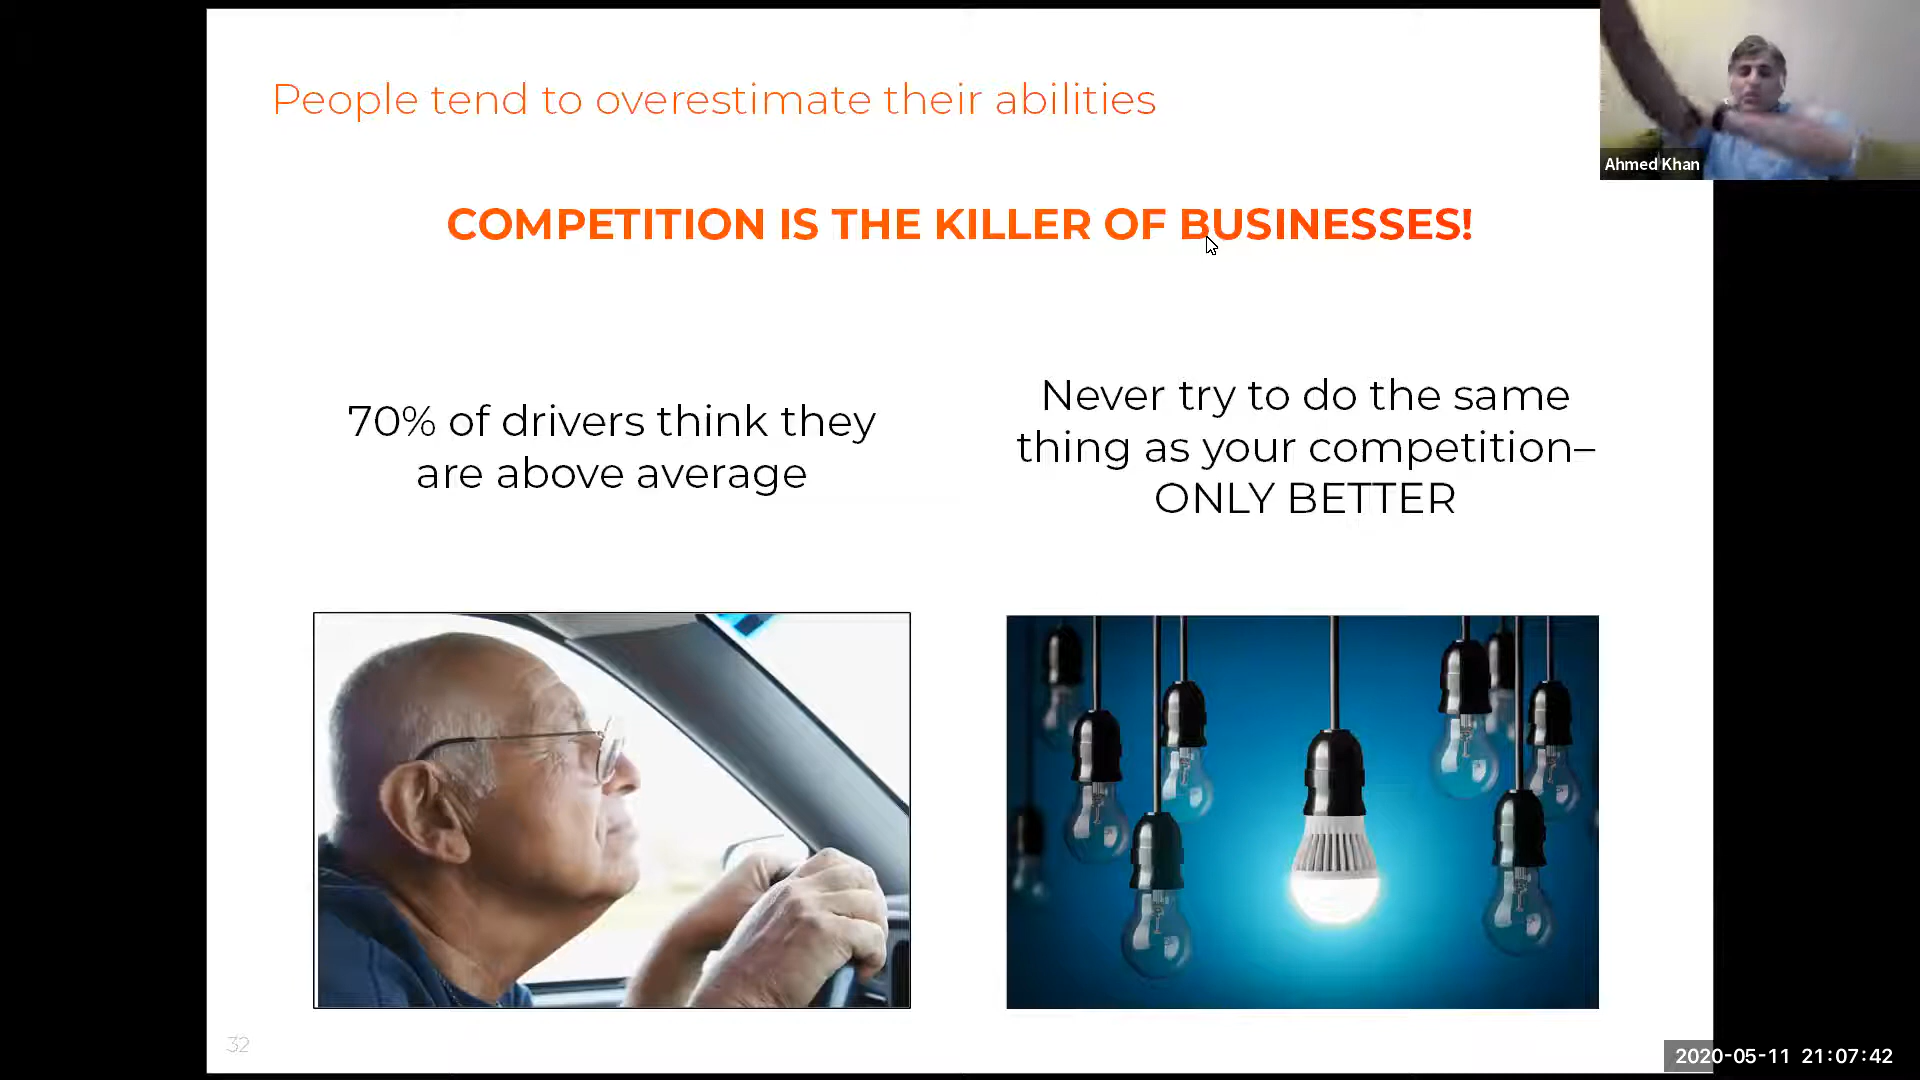 People tend to overestimate their abilities
Ahmed Khan
COMPETITION IS THE KILLER OF BUSINESSES!
70% of drivers think they
are above average
Never try to do the same
thing as your competition–
ONLY BETTER
32
2020-05-11 21:07:42